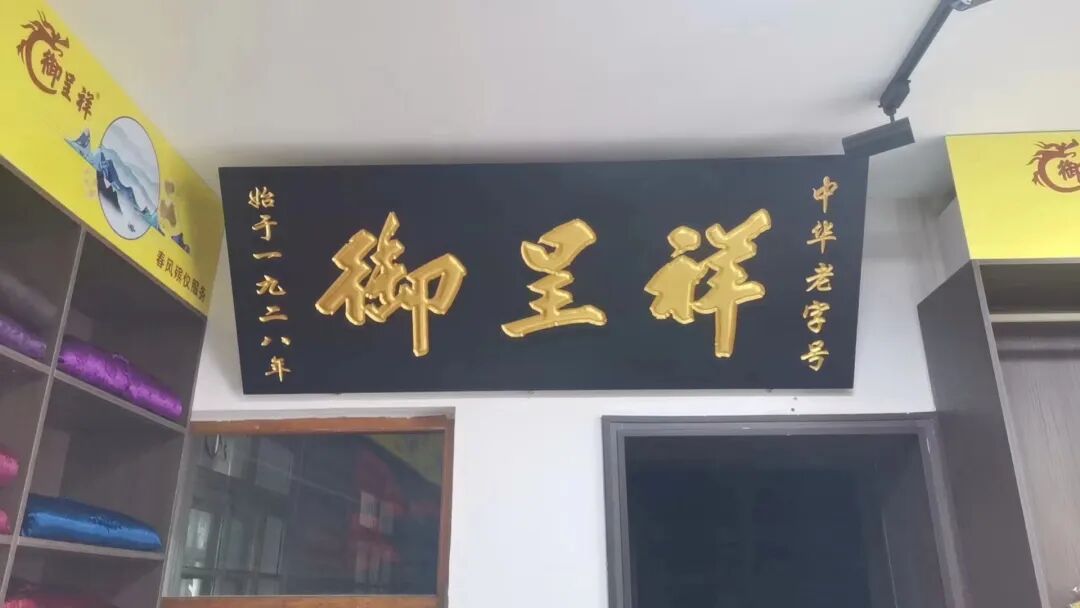 御呈祥
春风殡仪服务
始于一九二八年
御呈祥
中华老字号
御